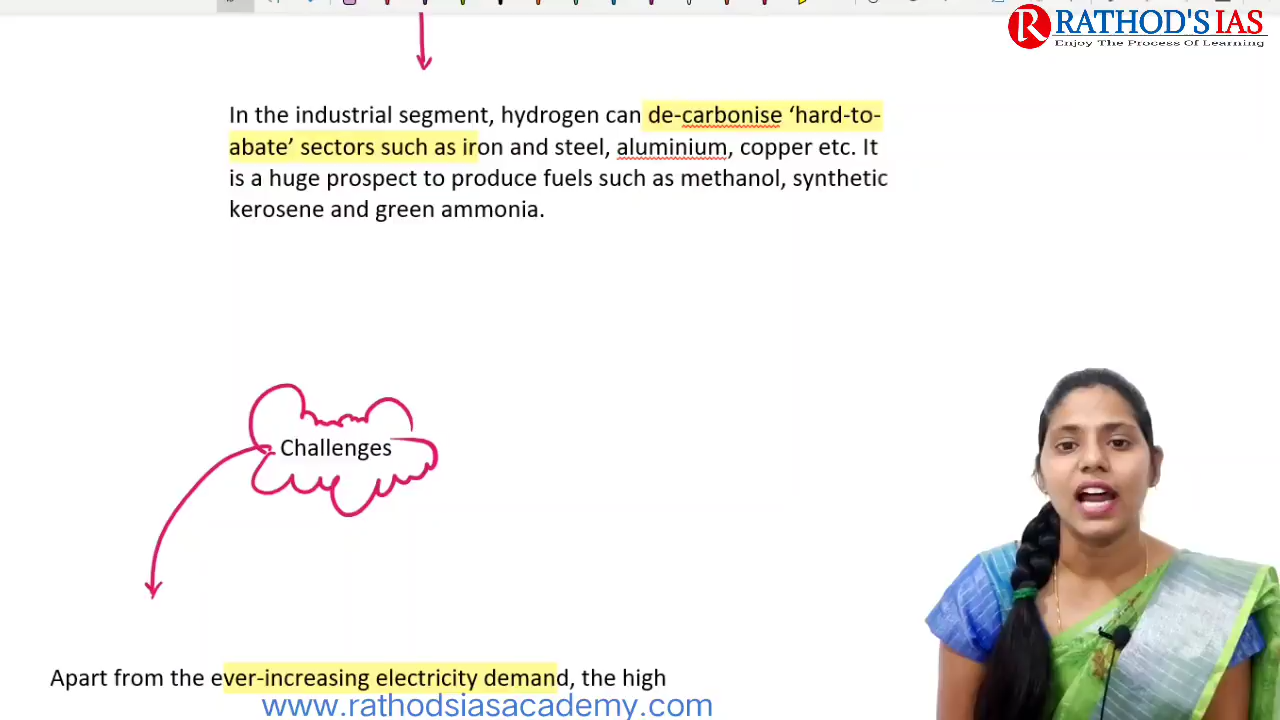 RATHOD'S IAS
Enjoy The Process Of Learning
In the industrial segment, hydrogen can de-carbonise ‘hard-to-
abate’ sectors such as iron and steel, aluminium, copper etc. It
is a huge prospect to produce fuels such as methanol, synthetic
kerosene and green ammonia.
Challenges
Apart from the ever-increasing electricity demand, the high
www.rathodsiasacademy.com